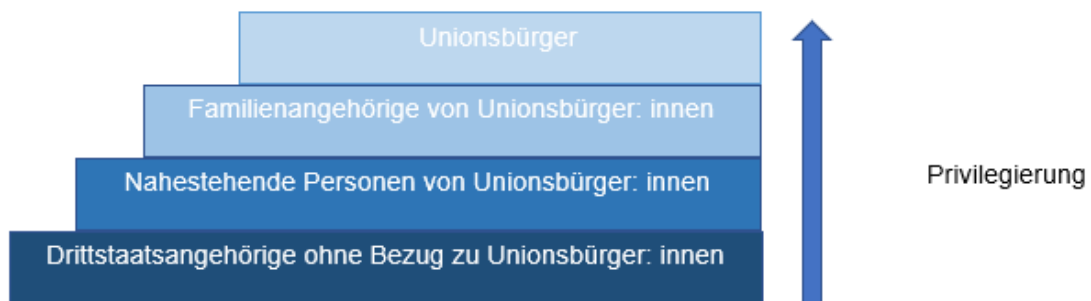 Unionsbürger
Familienangehörige von Unionsbürger: innen
Nahestehende Personen von Unionsbürger: innen
Privilegierung
Drittstaatsangehörige ohne Bezug zu Unionsbürger: innen